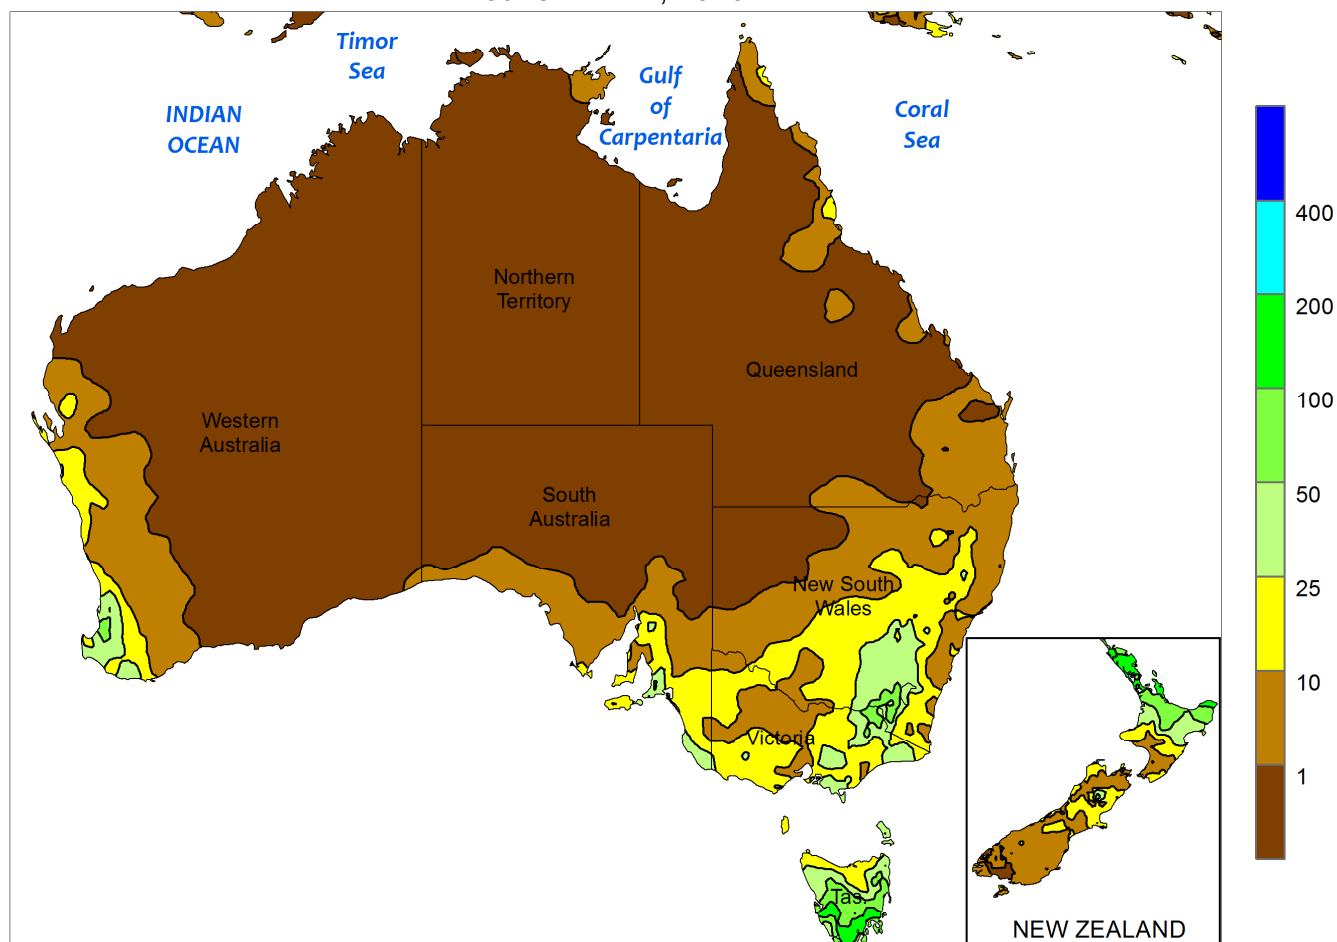 Timor
Sea
Gulf
of
Carpentaria
INDIAN
OCEAN
Coral
Sea
Northern
Territory
Queensland
Western
Australia
South
Australia
New South
Wales
Victoria
Tas.
NEW ZEALAND
400
200
100
50
25
10
1